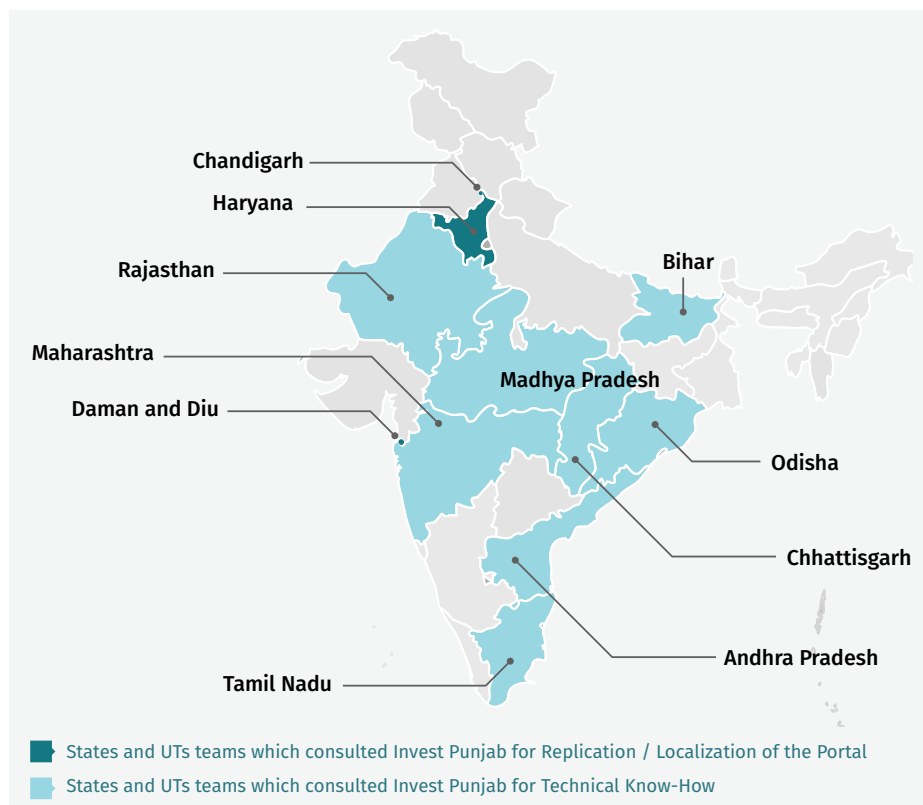 Chandigarh
Haryana
Rajasthan
Bihar
Maharashtra
Madhya Pradesh
Daman and Diu
Odisha
Chhattisgarh
Andhra Pradesh
Tamil Nadu
States and UTs teams which consulted Invest Punjab for Replication / Localization of the Portal
States and UTs teams which consulted Invest Punjab for Technical Know-How